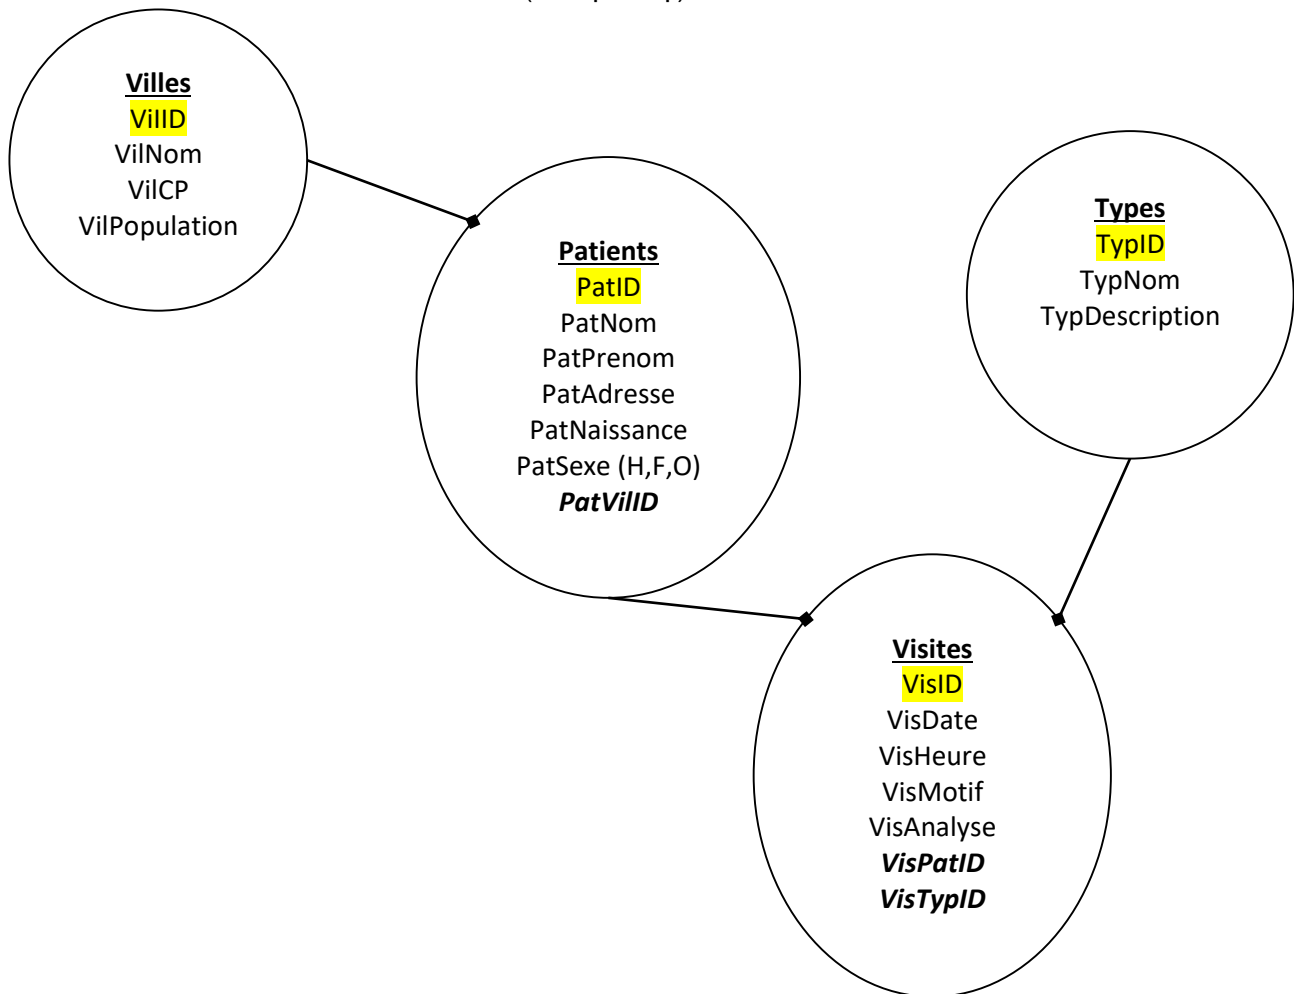 Villes
VilID
VilNom
VilCP
VilPopulation
Patients
PatID
PatNom
PatPrenom
PatAdresse
PatNaissance
PatSexe (H,F,O)
PatVilID
Types
TypID
TypNom
TypDescription
Visites
VisID
VisDate
VisHeure
VisMotif
VisAnalyse
VisPatID
VisTypID